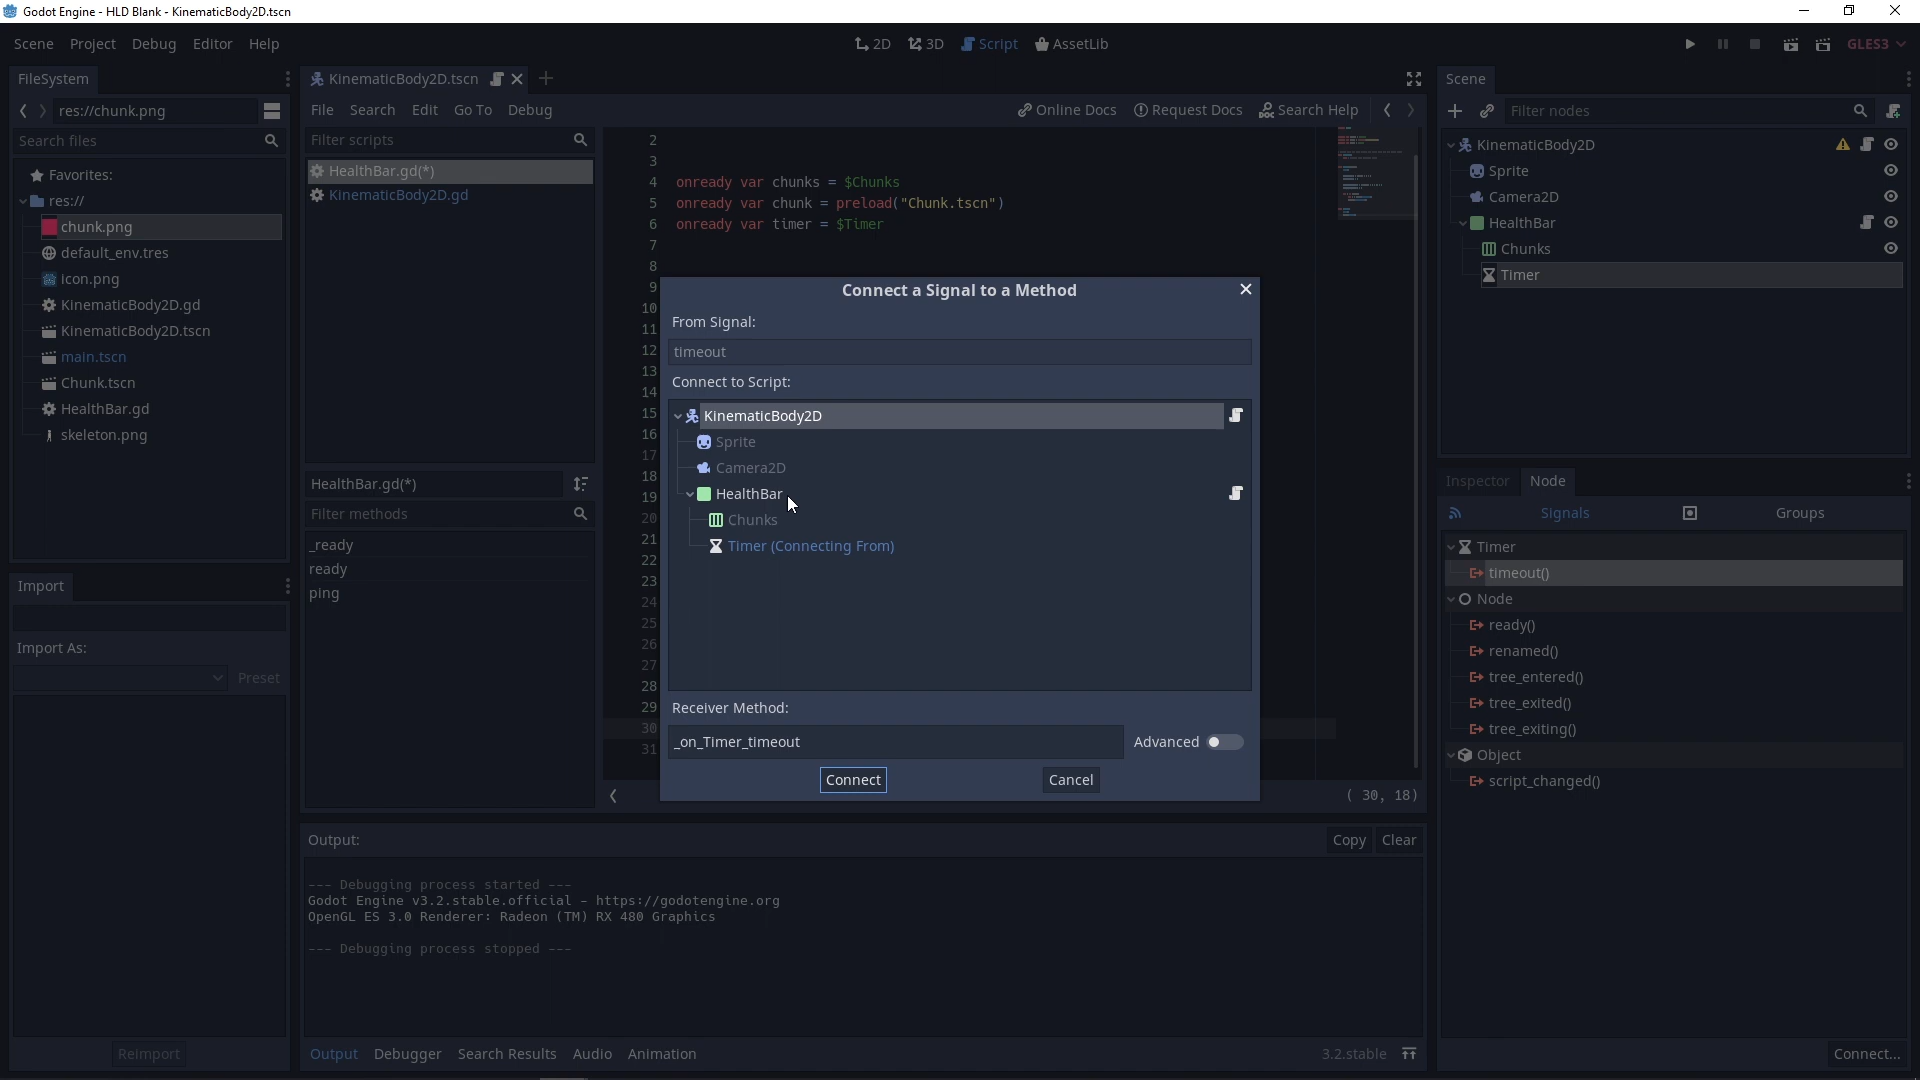 Godot Engine - HLD Blank - KinematicBody2D.tscn
Scene Project Debug Editor Help
2D 3D Script AssetLib
GLES3
FileSystem
res://chunk.png
Search files
Favorites:
res://
chunk.png
default_env.tres
icon.png
KinematicBody2D.gd
KinematicBody2D.tscn
main.tscn
Chunk.tscn
HealthBar.gd
skeleton.png
Import
Import As:
Preset
Reimport
KinematicBody2D.tscn
File Search Edit Go To Debug
Online Docs Request Docs Search Help
Filter scripts
HealthBar.gd(*)
KinematicBody2D.gd
HealthBar.gd(*)
Filter methods
_ready
ready
ping
2
3
4 onready var chunks = $Chunks
5 onready var chunk = preload("Chunk.tscn")
6 onready var timer = $Timer
7
8
9
10
11
12
13
14
15
16
17
18
19
20
21
22
23
24
25
26
27
28
29
30
31
( 30, 18)
Connect a Signal to a Method
From Signal:
timeout
Connect to Script:
KinematicBody2D
Sprite
Camera2D
HealthBar
Chunks
Timer (Connecting From)
Receiver Method:
_on_Timer_timeout
Advanced
Connect Cancel
Output:
Copy Clear
--- Debugging process started ---
Godot Engine v3.2.stable.official - https://godotengine.org
OpenGL ES 3.0 Renderer: Radeon (TM) RX 480 Graphics
--- Debugging process stopped ---
Output Debugger Search Results Audio Animation
3.2.stable
Scene
Filter nodes
KinematicBody2D
Sprite
Camera2D
HealthBar
Chunks
Timer
Inspector Node
Signals Groups
Timer
timeout()
Node
ready()
renamed()
tree_entered()
tree_exited()
tree_exiting()
Object
script_changed()
Connect...